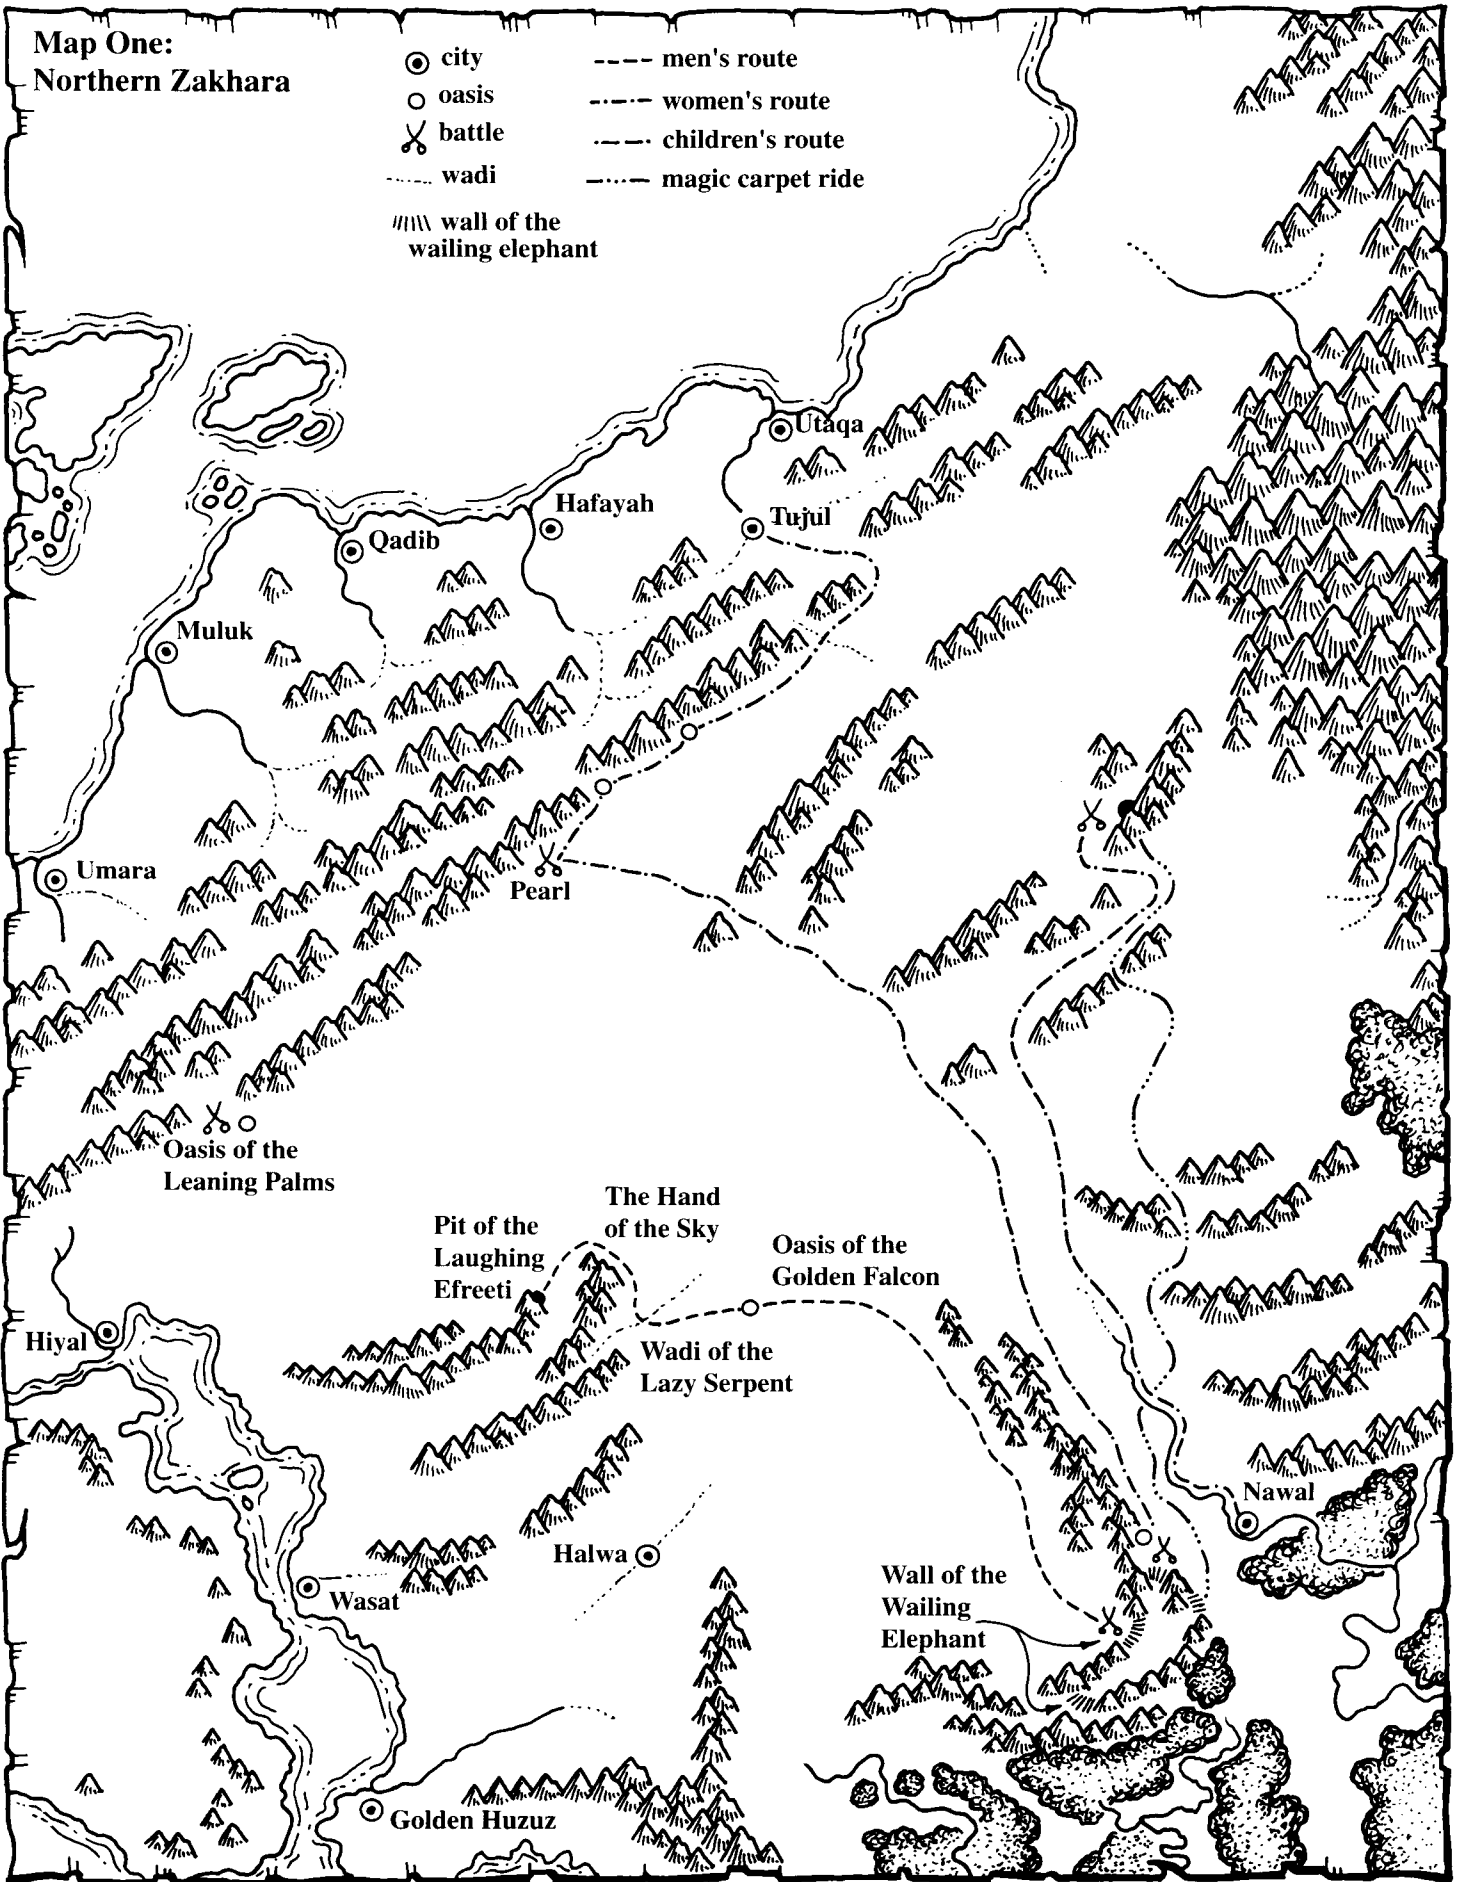 Map One:
Northern Zakhara
city
oasis
battle
wadi
wall of the
wailing elephant
men's route
women's route
children's route
magic carpet ride
Utaqa
Hafayah
Tujul
Qadib
Muluk
Umara
Pearl
Oasis of the
Leaning Palms
The Hand
of the Sky
Pit of the
Laughing
Efreeti
Oasis of the
Golden Falcon
Hiyal
Wadi of the
Lazy Serpent
Nawal
Halwa
Wasat
Wall of the
Wailing
Elephant
Golden Huzuz